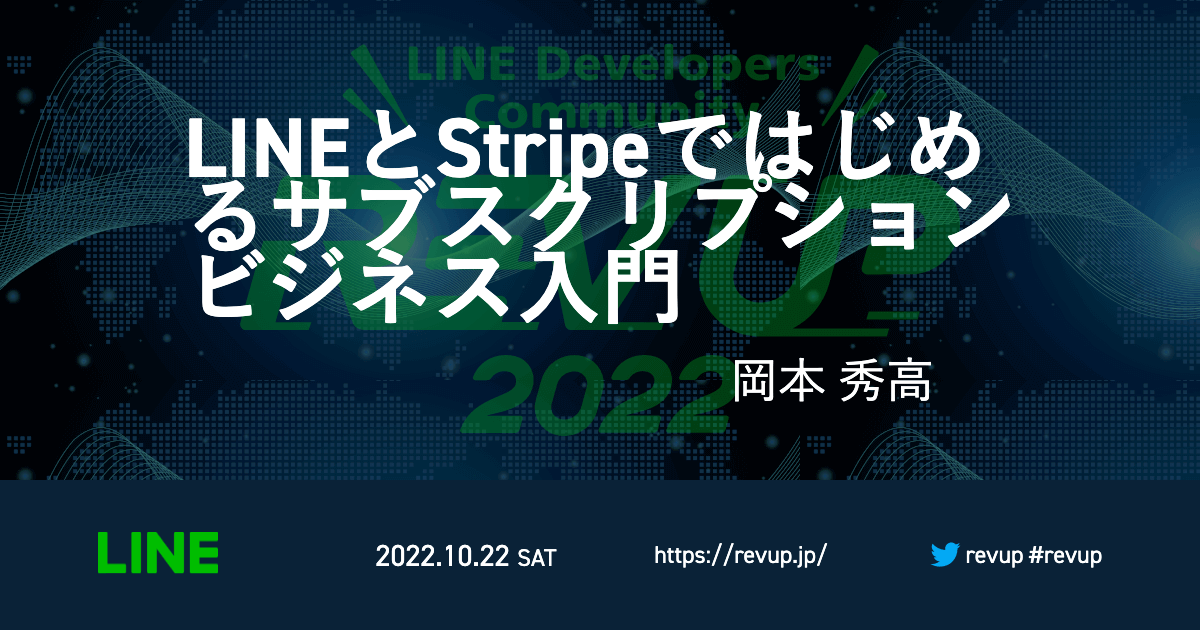 LINE Developers
Community
LINEとStripeではじめ
るサブスクリプション
ビジネス入門
REVUP
2022
岡本 秀高
LINE
2022.10.22 SAT
https://revup.jp/
revup #revup